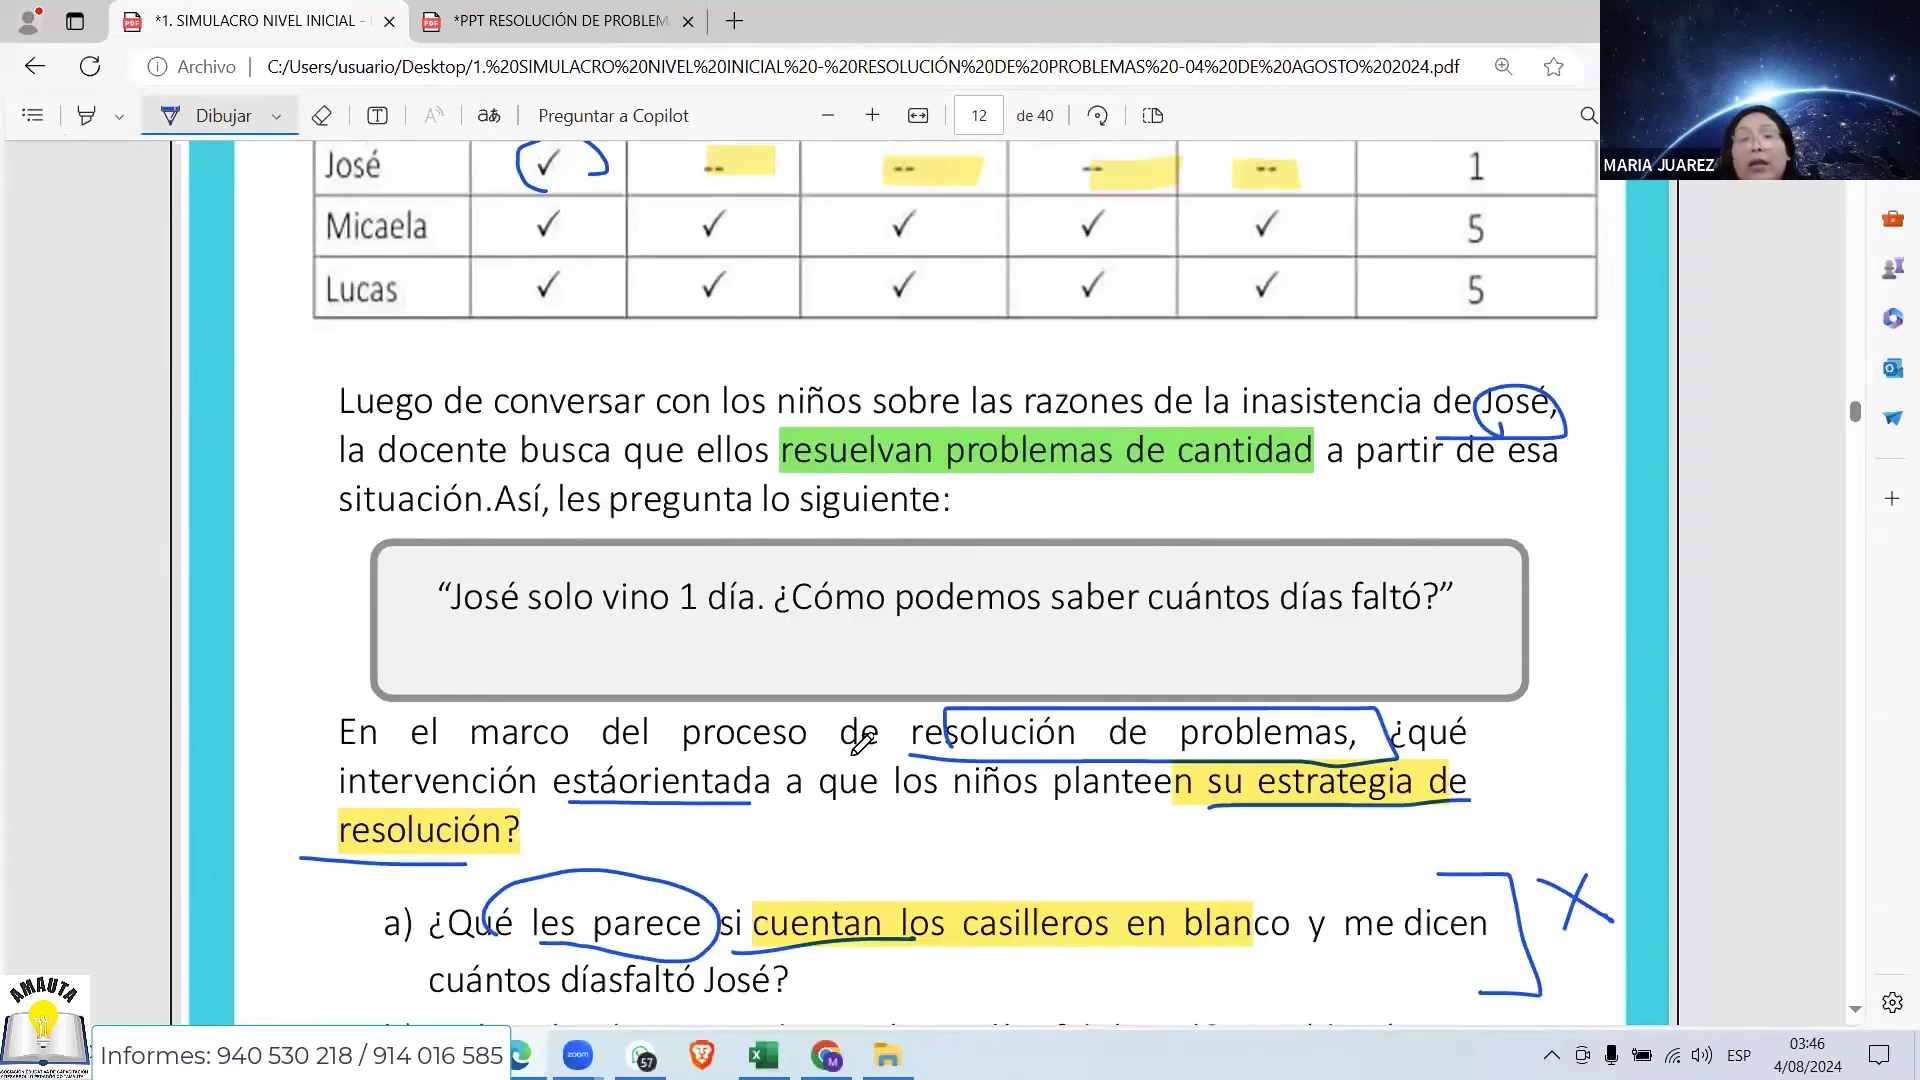 *1. SIMULACRO NIVEL INICIAL -
*PPT RESOLUCIÓN DE PROBLEM
Archivo
C:/Users/usuario/Desktop/1.%20SIMULACRO%20NIVEL%20INICIAL%20-%20RESOLUCIÓN%20DE%20PROBLEMAS%20-04%20DE%20AGOSTO%202024.pdf
Dibujar
Preguntar a Copilot
12 de 40
MARIA JUAREZ
José ✓ -- -- -- -- 1
Micaela ✓ ✓ ✓ ✓ ✓ 5
Lucas ✓ ✓ ✓ ✓ ✓ 5
Luego de conversar con los niños sobre las razones de la inasistencia de José,
la docente busca que ellos resuelvan problemas de cantidad a partir de esa
situación.Así, les pregunta lo siguiente:
“José solo vino 1 día. ¿Cómo podemos saber cuántos días faltó?”
En el marco del proceso de resolución de problemas, ¿qué
intervención estáorientada a que los niños planteen su estrategia de
resolución?
a) ¿Qué les parece si cuentan los casilleros en blanco y me dicen
cuántos díasfaltó José?
AMAUTA
Informes: 940 530 218 / 914 016 585
zoom
57
ESP
03:46
4/08/2024